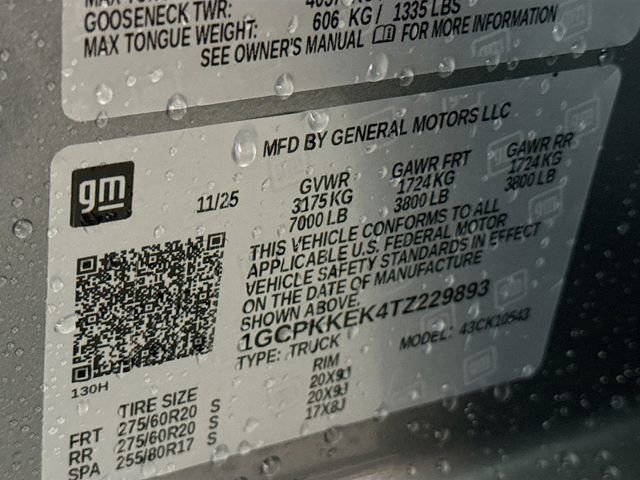 GOOSENECK TWR: 606 KG / 1335 LBS
MAX TONGUE WEIGHT:
SEE OWNER'S MANUAL FOR MORE INFORMATION
MFD BY GENERAL MOTORS LLC
gm
11/25
GVWR GAWR FRT GAWR RR
3175 KG 1724 KG 1724 KG
7000 LB 3800 LB 3800 LB
THIS VEHICLE CONFORMS TO ALL
APPLICABLE U.S. FEDERAL MOTOR
VEHICLE SAFETY STANDARDS IN EFFECT
ON THE DATE OF MANUFACTURE
SHOWN ABOVE.
1GCPKKEK4TZ229893
TYPE: TRUCK MODEL: 43CK10543
130H
TIRE SIZE RIM
FRT 275/60R20 S 20X9J
RR 275/60R20 S 20X9J
SPA 255/80R17 S 17X8J